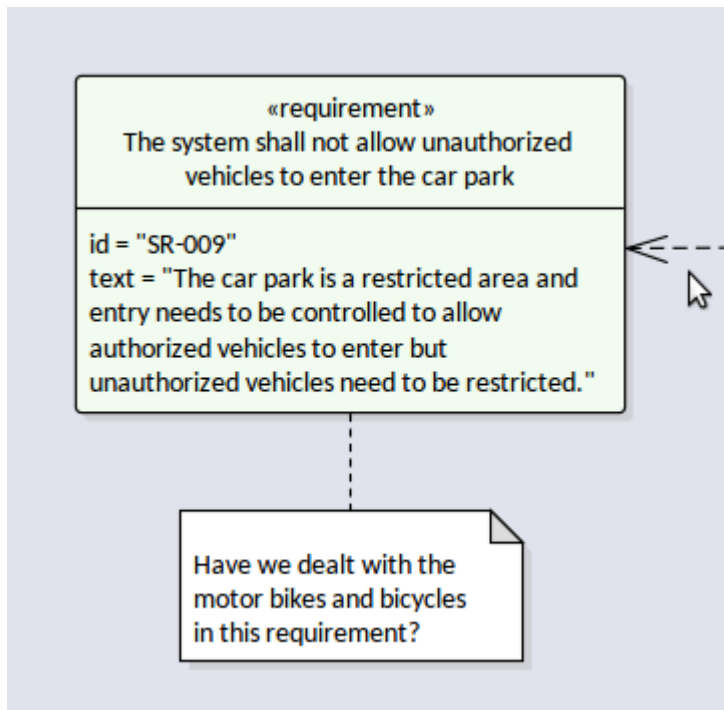 «requirement»
The system shall not allow unauthorized
vehicles to enter the car park
id = "SR-009"
text = "The car park is a restricted area and
entry needs to be controlled to allow
authorized vehicles to enter but
unauthorized vehicles need to be restricted."
Have we dealt with the
motor bikes and bicycles
in this requirement?